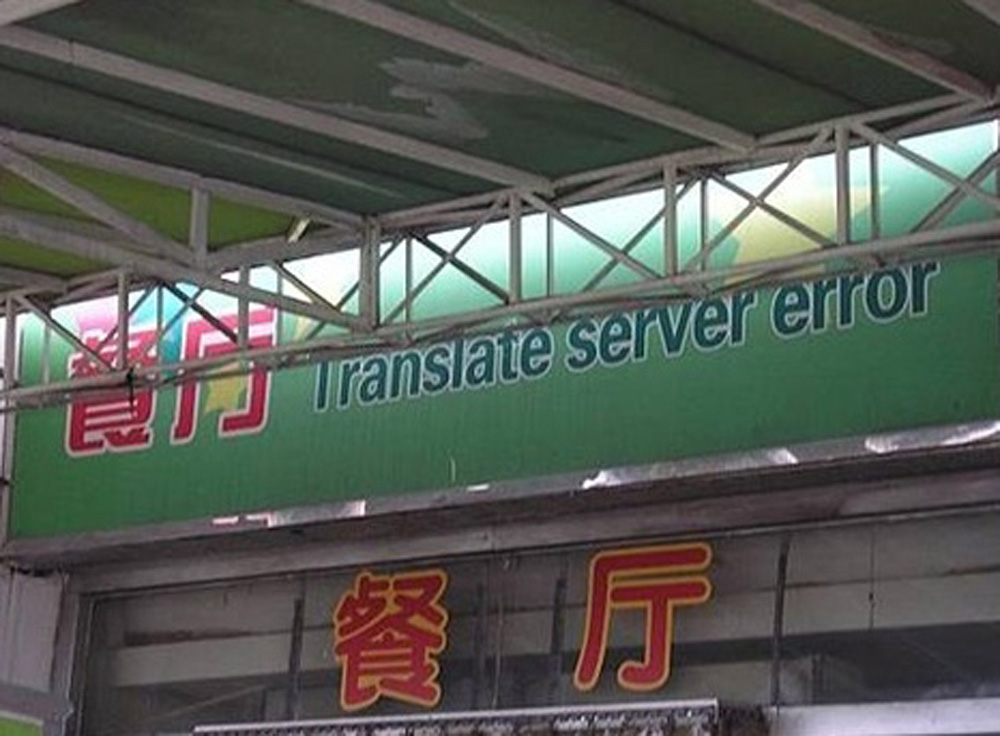 餐厅 Translate server error
餐厅